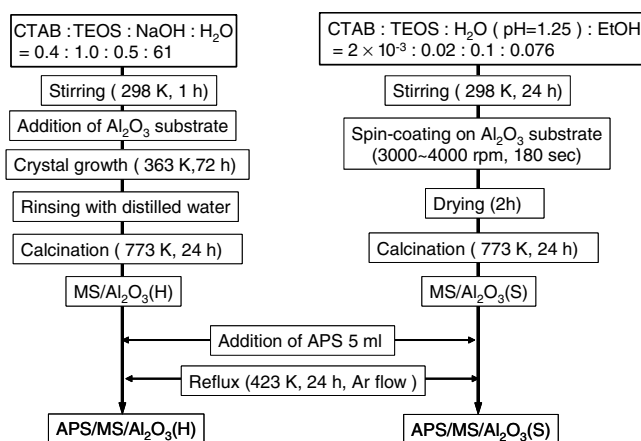 CTAB : TEOS : NaOH : H₂O
= 0.4 : 1.0 : 0.5 : 61
Stirring ( 298 K, 1 h)
Addition of Al₂O₃ substrate
Crystal growth ( 363 K,72 h)
Rinsing with distilled water
Calcination ( 773 K, 24 h)
MS/Al₂O₃(H)
CTAB : TEOS : H₂O ( pH=1.25 ) : EtOH
= 2 × 10⁻³ : 0.02 : 0.1 : 0.076
Stirring ( 298 K, 24 h)
Spin-coating on Al₂O₃ substrate
(3000~4000 rpm, 180 sec)
Drying (2h)
Calcination ( 773 K, 24 h)
MS/Al₂O₃(S)
Addition of APS 5 ml
Reflux (423 K, 24 h, Ar flow )
APS/MS/Al₂O₃(H)
APS/MS/Al₂O₃(S)